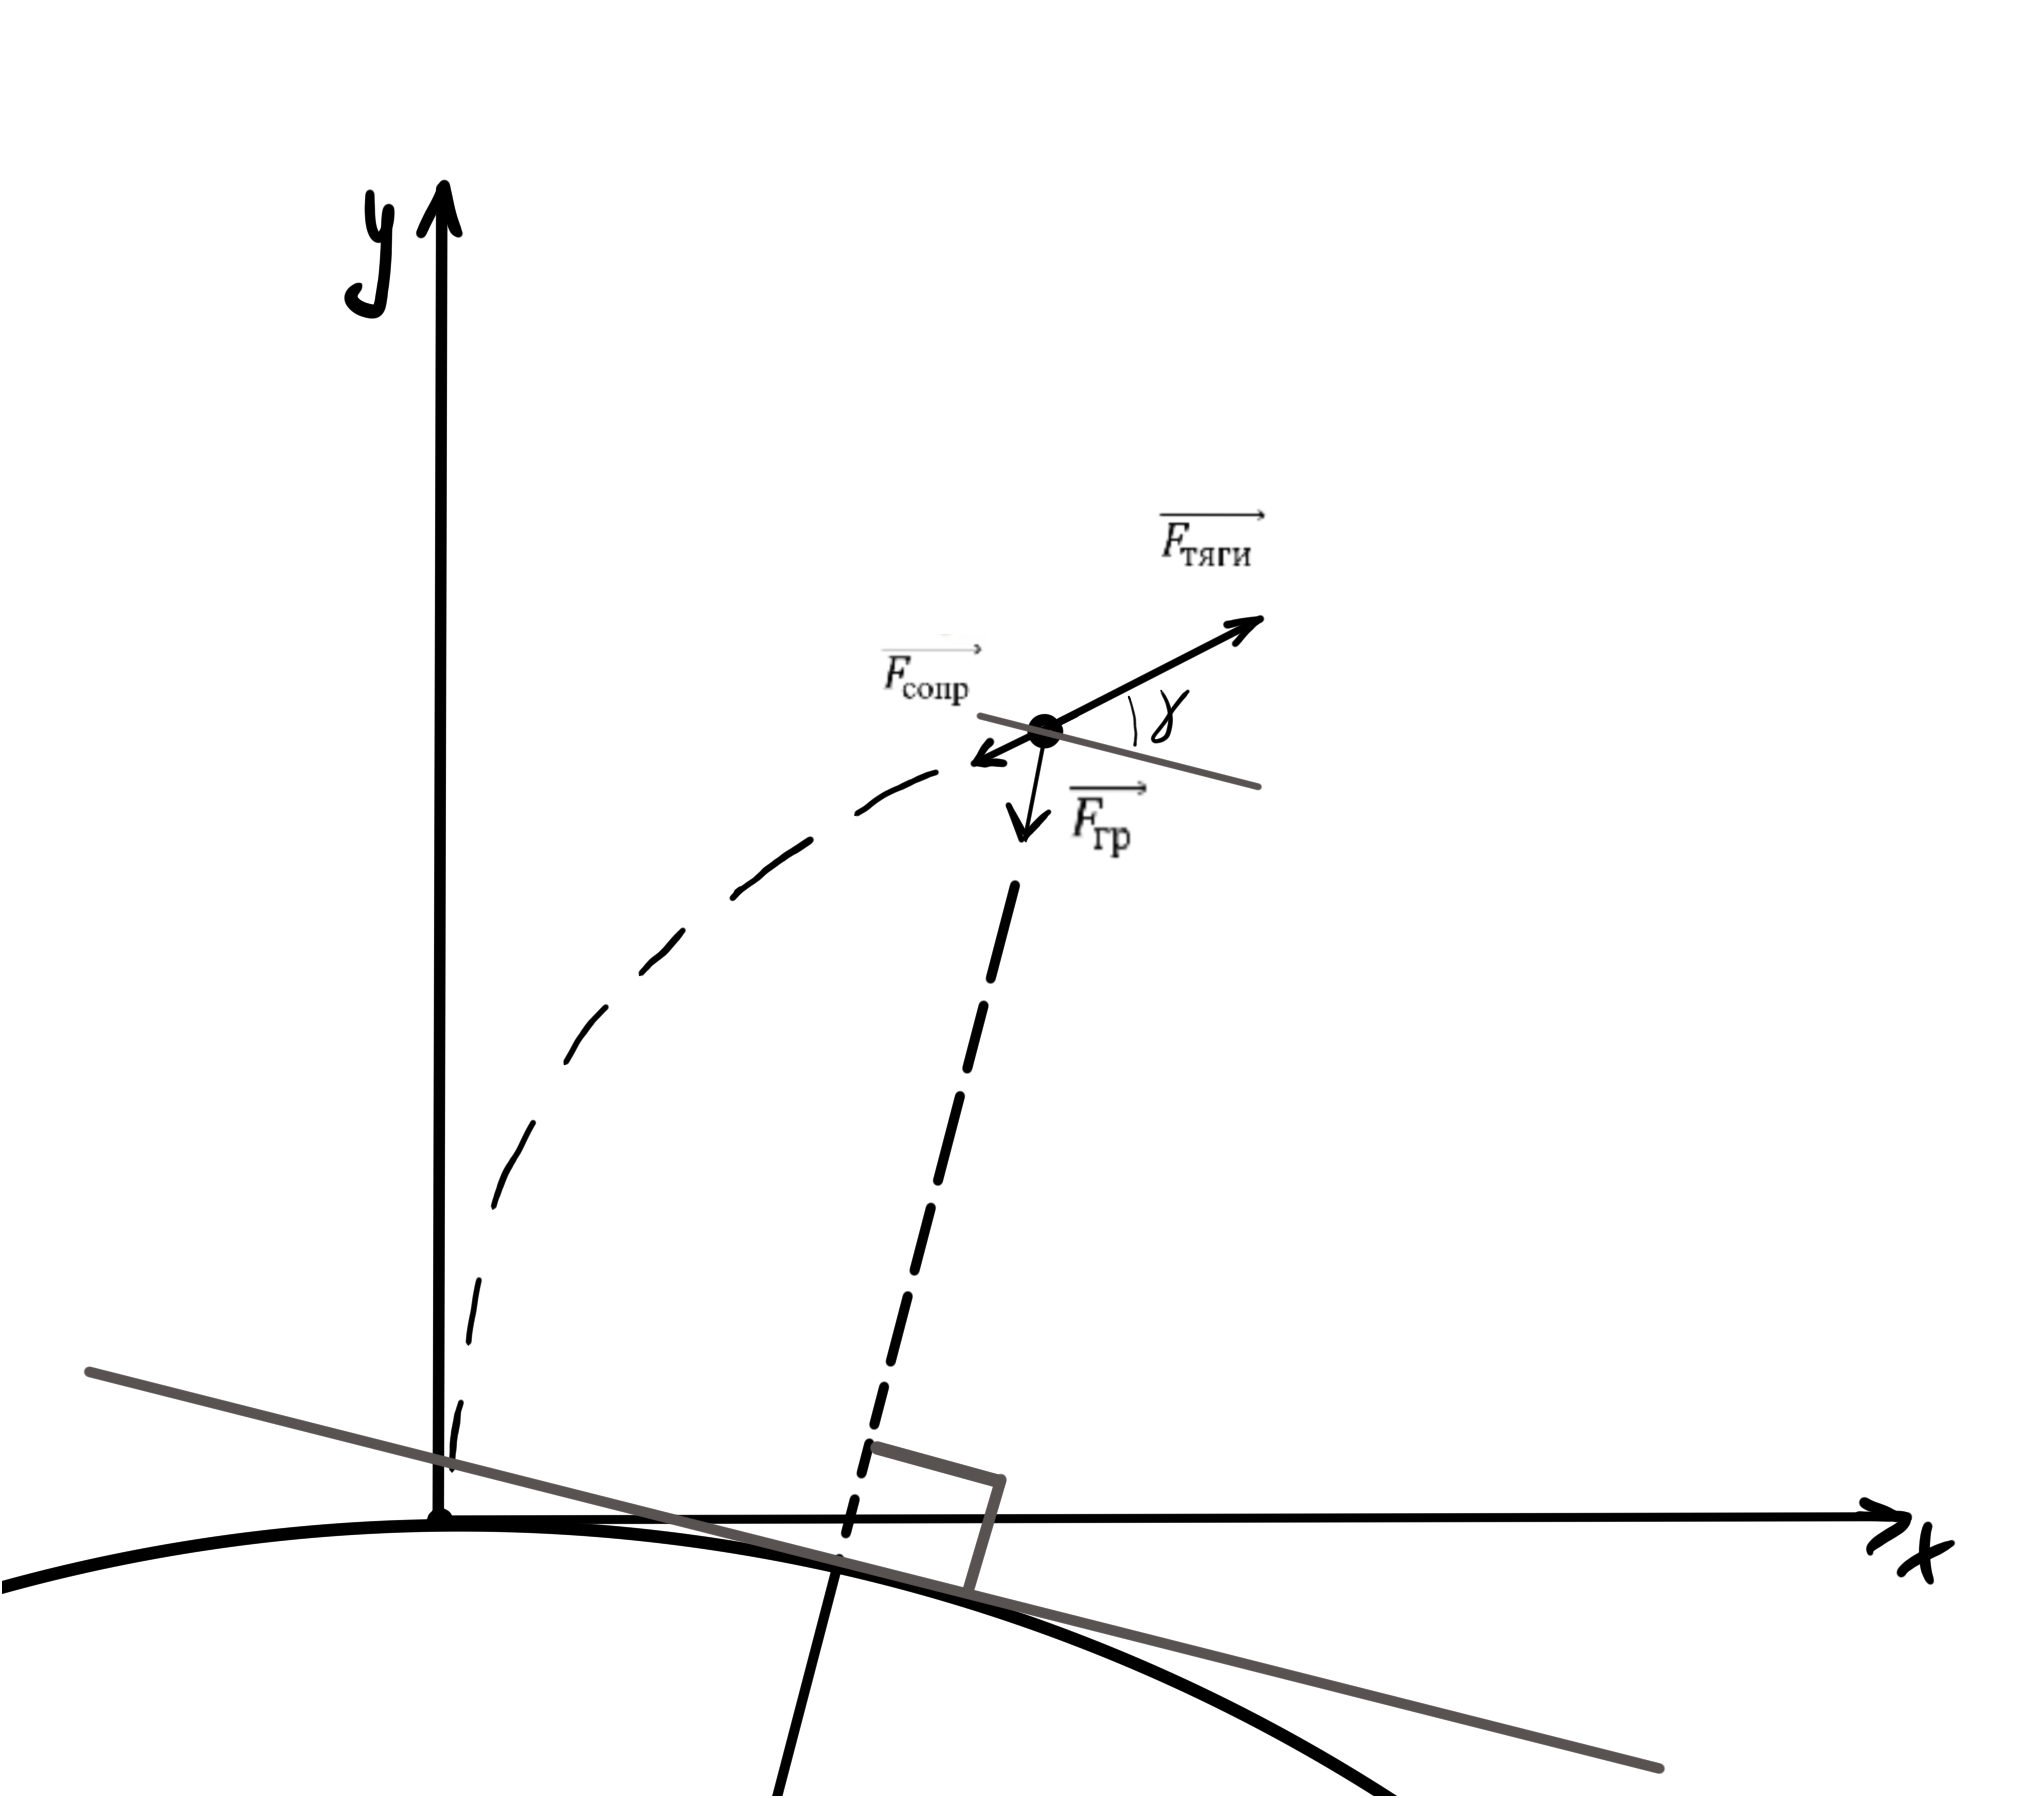 y
F тяги
F сопр
γ
F гр
x